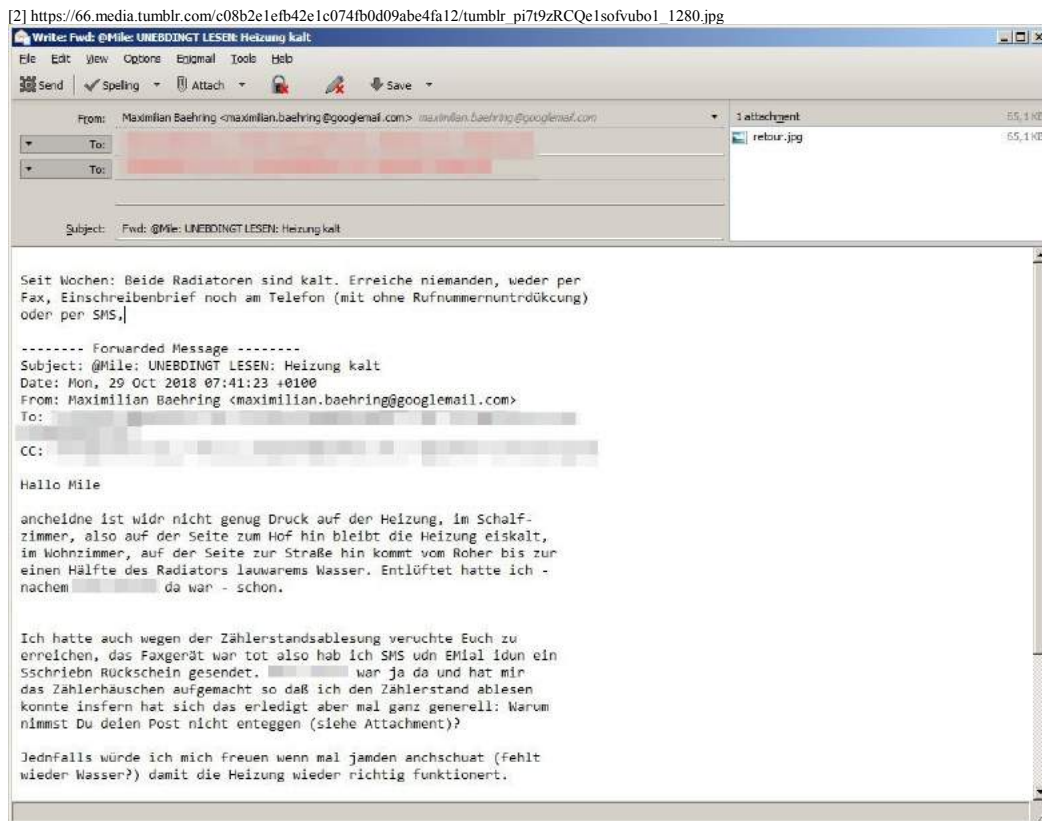 [2] https://66.media.tumblr.com/c08b2e1efb42e1c074fb0d09abe4fa12/tumblr_pi7t9zRCQe1sofvubo1_1280.jpg
Write: Fwd: @Mile: UNEBDINGT LESEN: Heizung kalt
File Edit View Options Enigmail Tools Help
Send Spelling Attach Save
From: Maximilian Baehring <maximilian.baehring@googlemail.com> maximilian.baehring@googlemail.com
1 attachment 65,1 KB
To:
retour.jpg 65,1 KB
To:
Subject: Fwd: @Mile: UNEBDINGT LESEN: Heizung kalt
Seit Wochen: Beide Radiatoren sind kalt. Erreiche niemanden, weder per
Fax, Einschreibenbrief noch am Telefon (mit ohne Rufnummernuntrdükcung)
oder per SMS,
-------- Forwarded Message --------
Subject: @Mile: UNEBDINGT LESEN: Heizung kalt
Date: Mon, 29 Oct 2018 07:41:23 +0100
From: Maximilian Baehring <maximilian.baehring@googlemail.com>
To:
CC:
Hallo Mile
ancheidne ist widr nicht genug Druck auf der Heizung, im Schalf-
zimmer, also auf der Seite zum Hof hin bleibt die Heizung eiskalt,
im Wohnzimmer, auf der Seite zur Straße hin kommt vom Roher bis zur
einen Hälfte des Radiators lauwarems Wasser. Entlüftet hatte ich -
nachem da war - schon.
Ich hatte auch wegen der Zählerstandsablesung veruchte Euch zu
erreichen, das Faxgerät war tot also hab ich SMS udn EMial idun ein
Sschriebn Rückschein gesendet. war ja da und hat mir
das Zählerhäuschen aufgemacht so daß ich den Zählerstand ablesen
konnte insfern hat sich das erledigt aber mal ganz generell: Warum
nimmst Du deien Post nicht enteggen (siehe Attachment)?
Jednfalls würde ich mich freuen wenn mal jamden anchschuat (fehlt
wieder Wasser?) damit die Heizung wieder richtig funktionert.